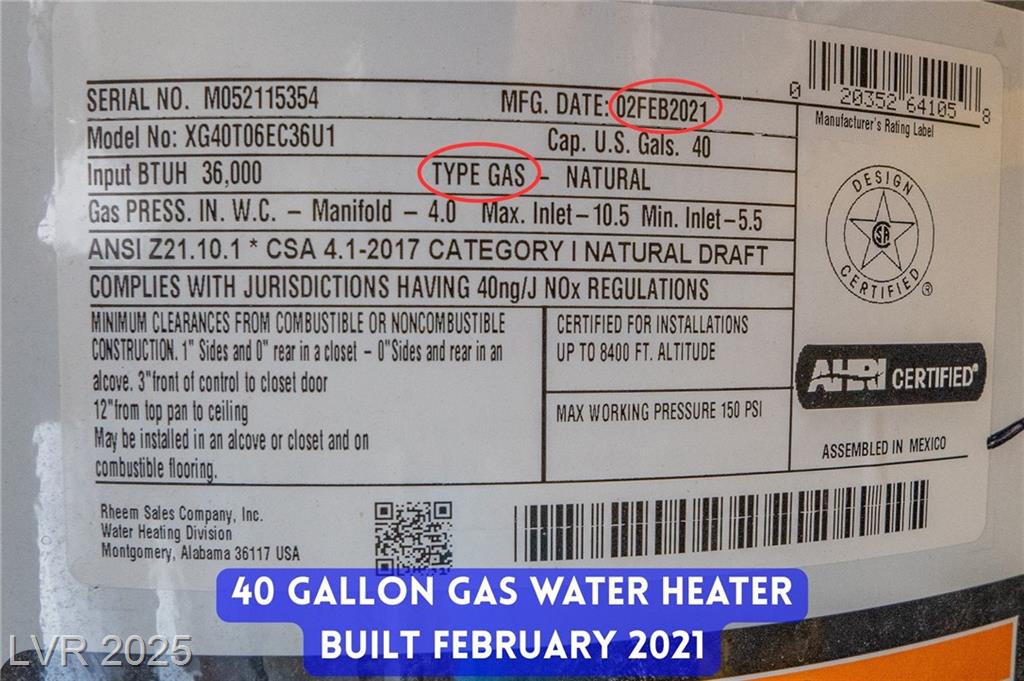 SERIAL NO. M052115354
MFG. DATE: 02FEB2021
Model No: XG40T06EC36U1
Cap. U.S. Gals. 40
Input BTUH 36,000
TYPE GAS - NATURAL
Gas PRESS. IN. W.C. - Manifold - 4.0 Max. Inlet-10.5 Min. Inlet-5.5
ANSI Z21.10.1 * CSA 4.1-2017 CATEGORY I NATURAL DRAFT
COMPLIES WITH JURISDICTIONS HAVING 40ng/J NOx REGULATIONS
MINIMUM CLEARANCES FROM COMBUSTIBLE OR NONCOMBUSTIBLE
CONSTRUCTION. 1" Sides and 0" rear in a closet - 0"Sides and rear in an
alcove. 3"front of control to closet door
12"from top pan to ceiling
May be installed in an alcove or closet and on
combustible flooring.
CERTIFIED FOR INSTALLATIONS
UP TO 8400 FT. ALTITUDE
MAX WORKING PRESSURE 150 PSI
0 20352 64105 8
Manufacturer's Rating Label
DESIGN
SA
CERTIFIED ®
AHRI CERTIFIED®
ASSEMBLED IN MEXICO
Rheem Sales Company, Inc.
Water Heating Division
Montgomery, Alabama 36117 USA
40 GALLON GAS WATER HEATER
BUILT FEBRUARY 2021
LVR 2025